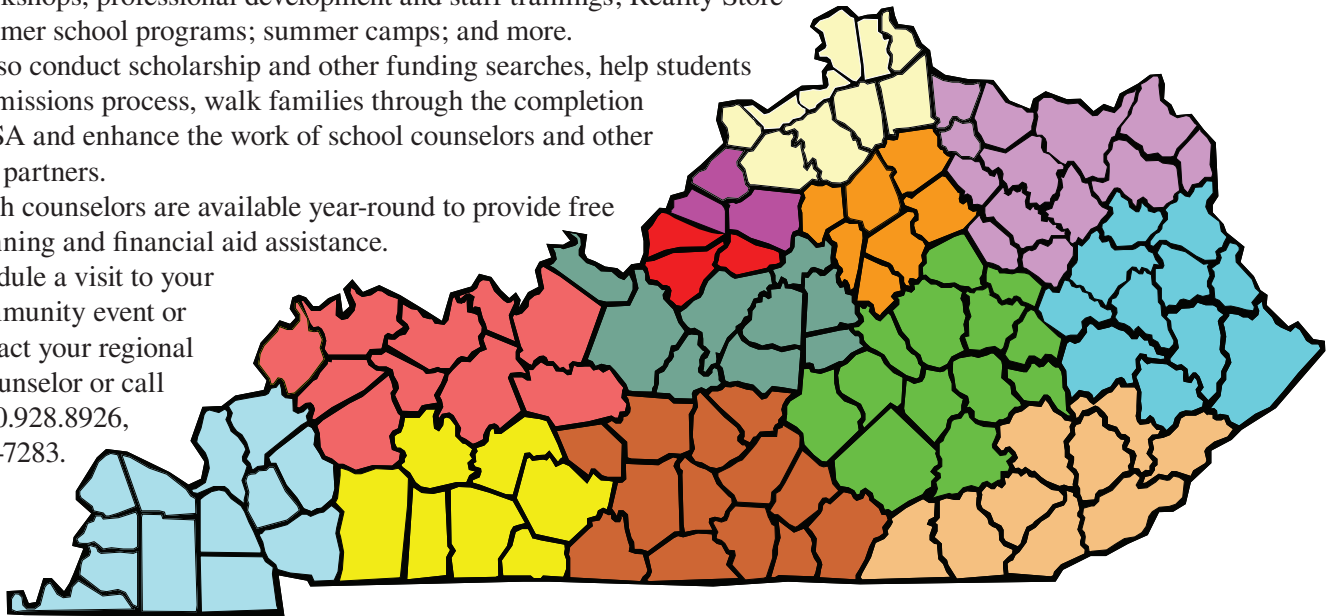 professional development and staff trainings; Reality Store
mer school programs; summer camps; and more.
so conduct scholarship and other funding searches, help students
missions process, walk families through the completion
SA and enhance the work of school counselors and other
partners.
h counselors are available year-round to provide free
nning and financial aid assistance.
dule a visit to your
munity event or
act your regional
unselor or call
0.928.8926,
-7283.